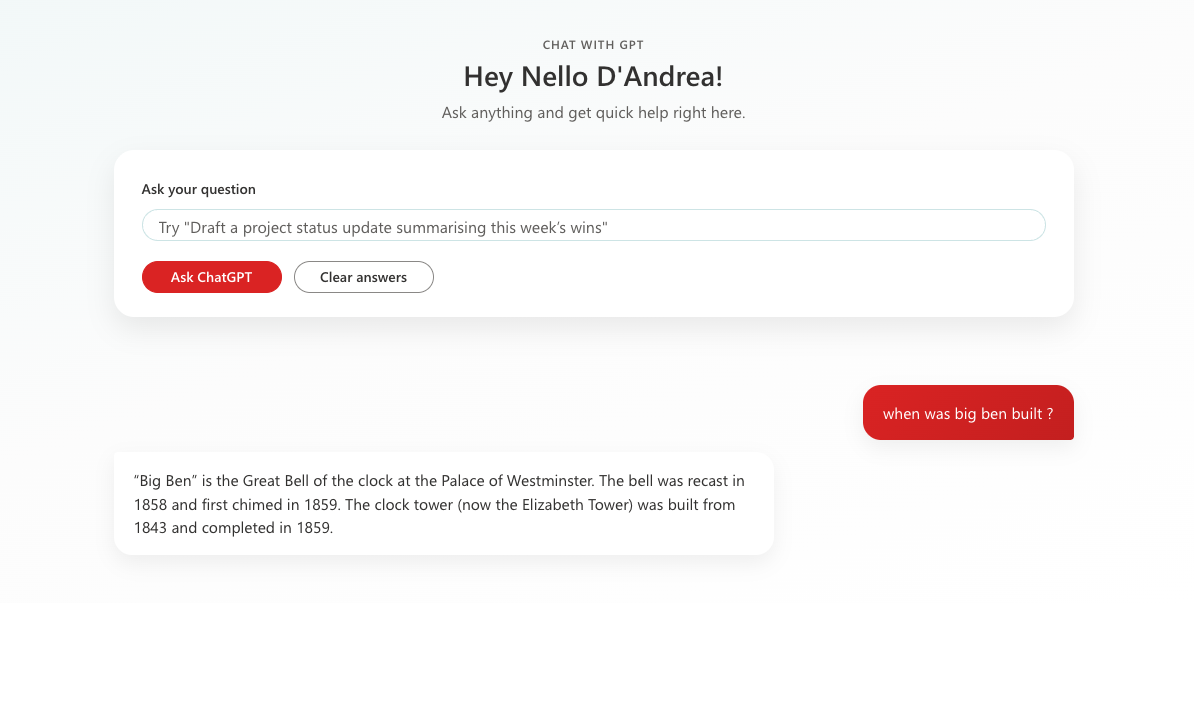 CHAT WITH GPT
Hey Nello D'Andrea!
Ask anything and get quick help right here.
Ask your question
Try "Draft a project status update summarising this week’s wins"
Ask ChatGPT
Clear answers
when was big ben built ?
“Big Ben” is the Great Bell of the clock at the Palace of Westminster. The bell was recast in
1858 and first chimed in 1859. The clock tower (now the Elizabeth Tower) was built from
1843 and completed in 1859.